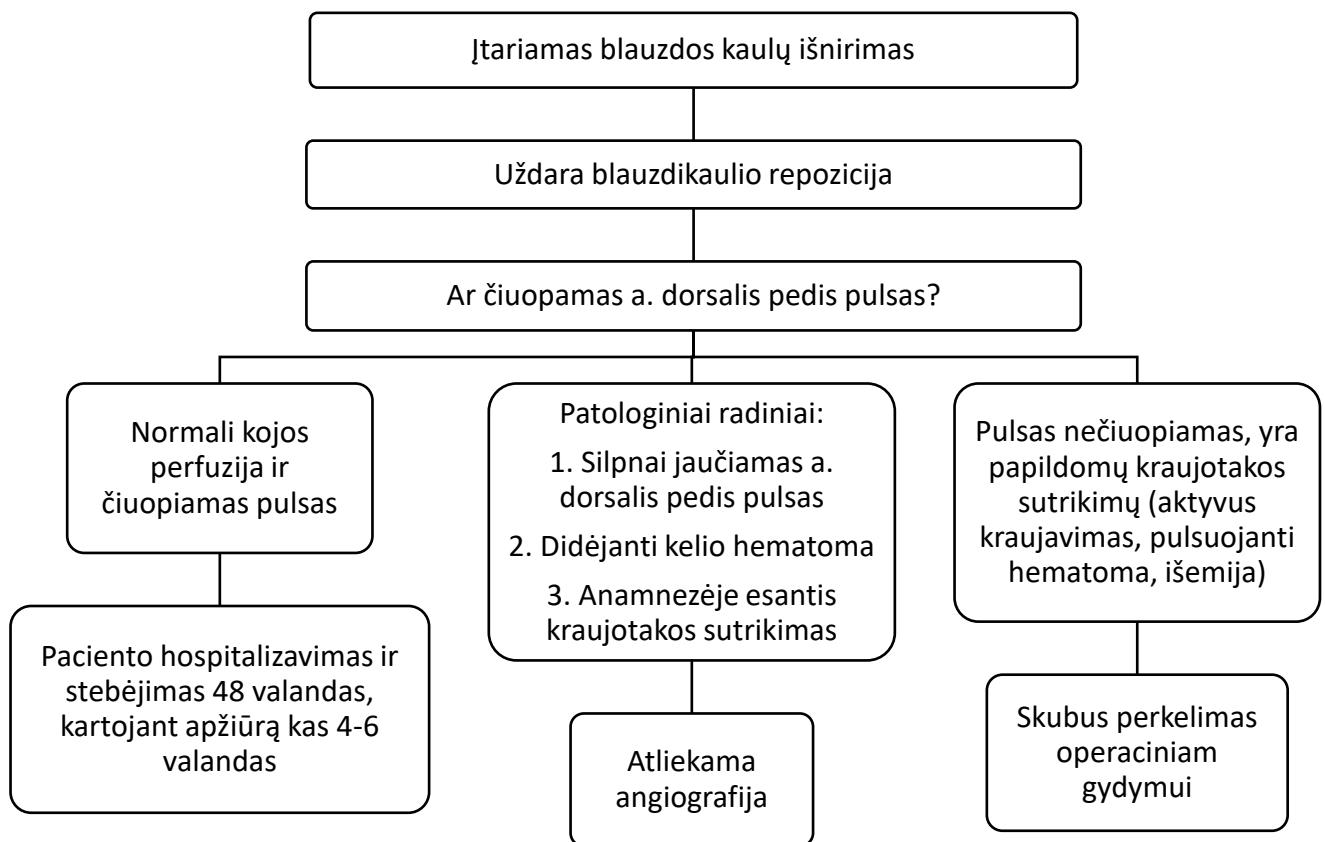 Įtariamas blauzdos kaulų išnirimas
Uždara blauzdikaulio repozicija
Ar čiuopamas a. dorsalis pedis pulsas?
Normali kojos
perfuzija ir
čiuopiamas pulsas
Paciento hospitalizavimas ir
stebėjimas 48 valandas,
kartojant apžiūrą kas 4-6
valandas
Patologiniai radiniai:
1. Silpnai jaučiamas a.
dorsalis pedis pulsas
2. Didėjanti kelio hematoma
3. Anamnezėje esantis
kraujotakos sutrikimas
Atliekama
angiografija
Pulsas nečiuopiamas, yra
papildomų kraujotakos
sutrikimų (aktyvus
kraujavimas, pulsuojanti
hematoma, išemija)
Skubus perkelimas
operaciniam
gydymui